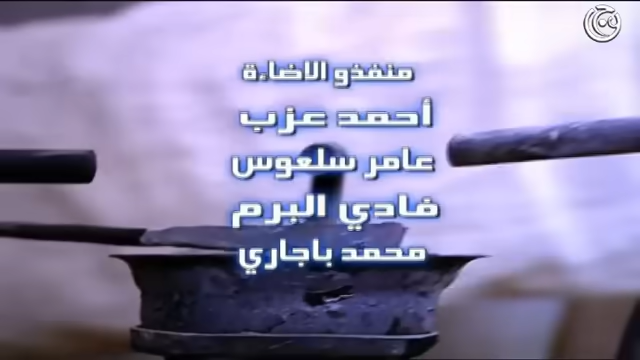 منفذو الاضاءة
أحمد عزب
عامر سلعوس
فادي البرم
محمد باجاري